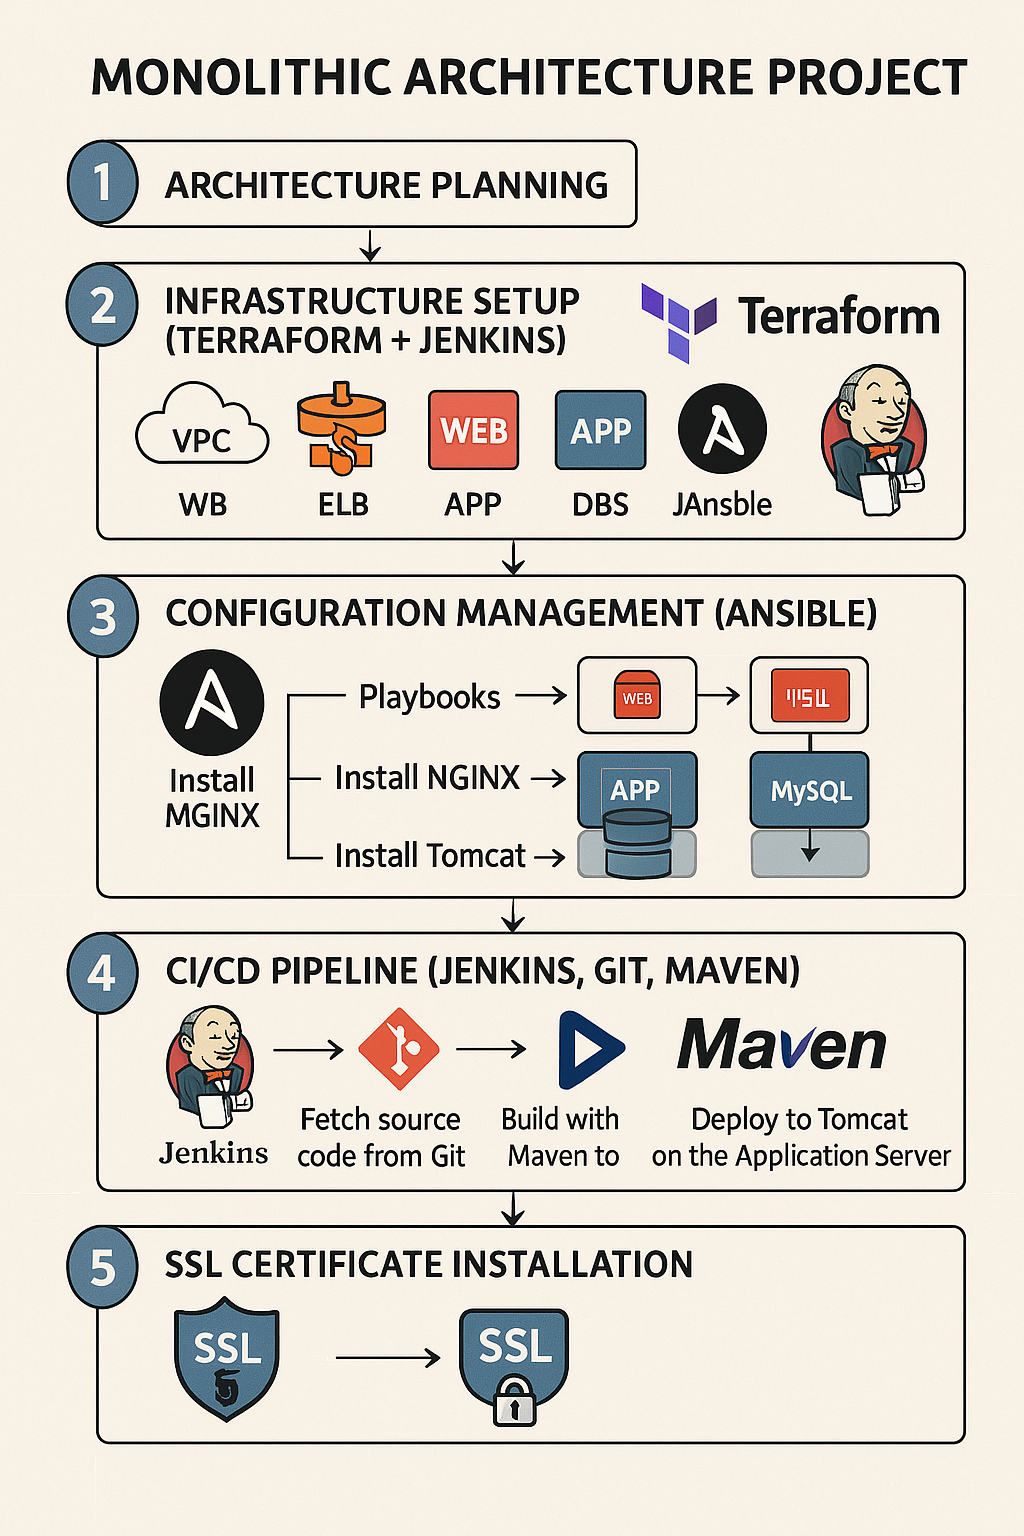 MONOLITHIC ARCHITECTURE PROJECT
1
ARCHITECTURE PLANNING
2
INFRASTRUCTURE SETUP
(TERRAFORM + JENKINS)
Terraform
VPC
WEB
APP
WB
ELB
APP
DBS
JAnsble
3
CONFIGURATION MANAGEMENT (ANSIBLE)
Install
MGINX
Playbooks
WEB
Install NGINX
APP
MySQL
Install Tomcat
4
CI/CD PIPELINE (JENKINS, GIT, MAVEN)
Maven
Jenkins
Fetch source
code from Git
Build with
Maven to
Deploy to Tomcat
on the Application Server
5
SSL CERTIFICATE INSTALLATION
SSL
SSL